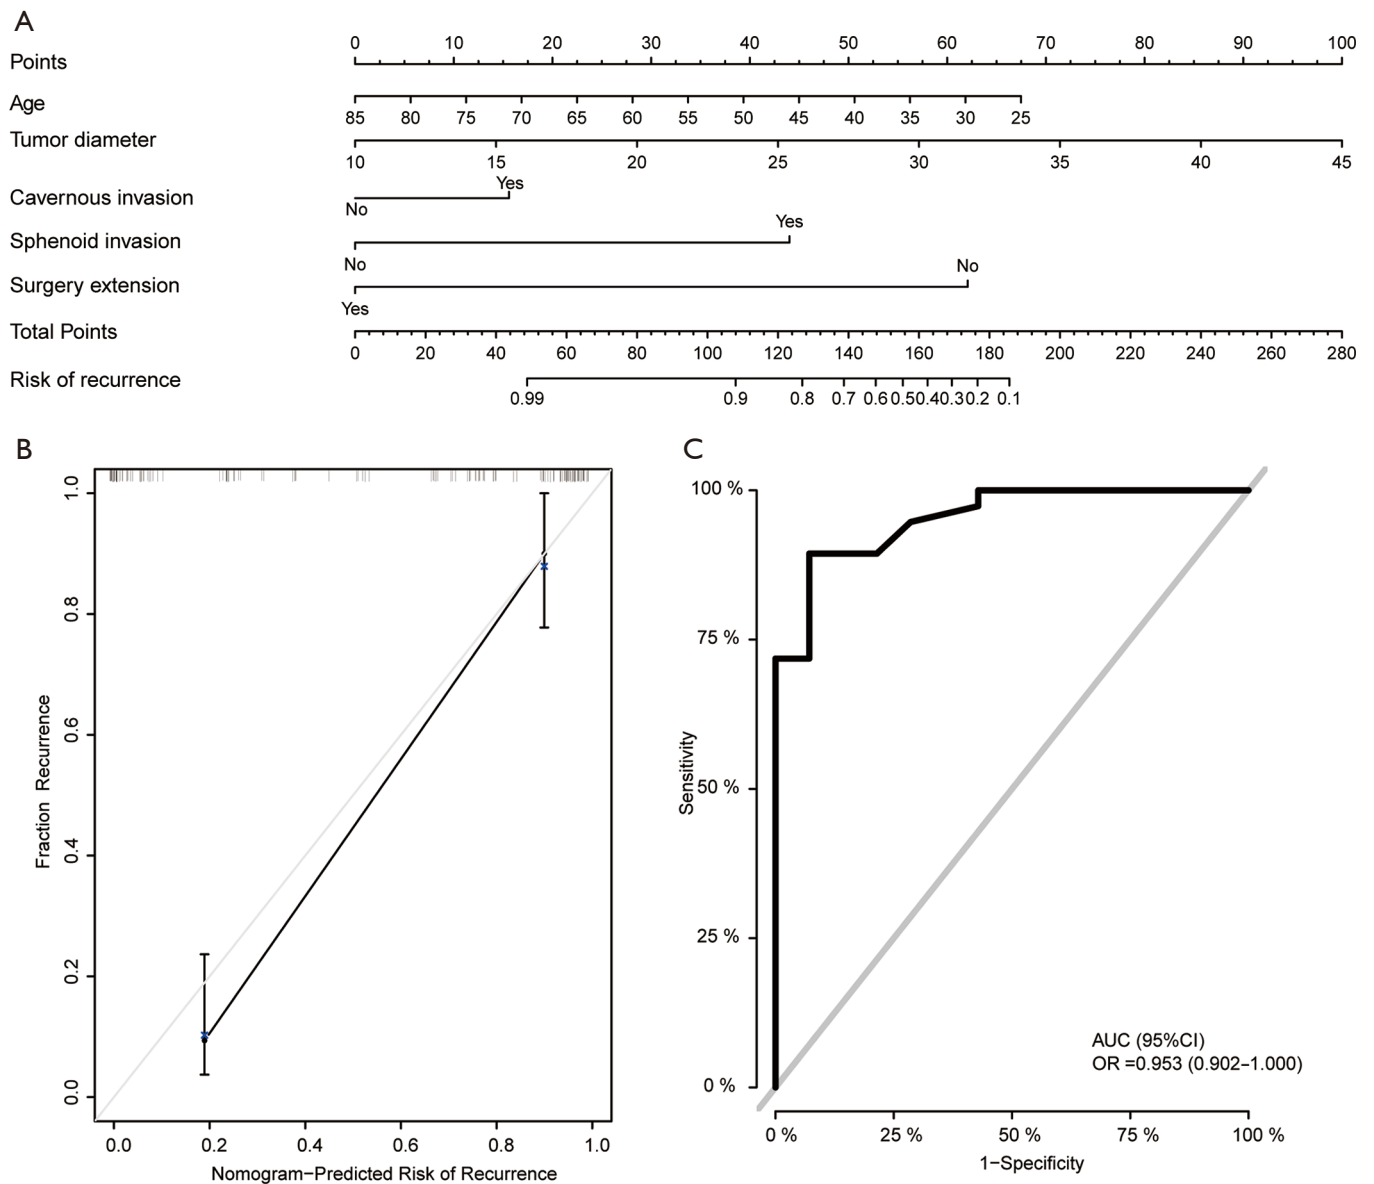 A
0 10 20 30 40 50 60 70 80 90 100
Points
Age
85 80 75 70 65 60 55 50 45 40 35 30 25
Tumor diameter
10 15 20 25 30 35 40 45
Yes
Cavernous invasion
No
Yes
Sphenoid invasion
No
No
Surgery extension
Yes
Total Points
0 20 40 60 80 100 120 140 160 180 200 220 240 260 280
Risk of recurrence
0.99 0.9 0.8 0.7 0.6 0.5 0.4 0.3 0.2 0.1
B
1.0
0.8
0.6
0.4
0.2
0.0
Fraction Recurrence
0.0 0.2 0.4 0.6 0.8 1.0
Nomogram−Predicted Risk of Recurrence
C
100 %
75 %
50 %
25 %
0 %
Sensitivity
AUC (95%CI)
OR =0.953 (0.902−1.000)
0 % 25 % 50 % 75 % 100 %
1−Specificity